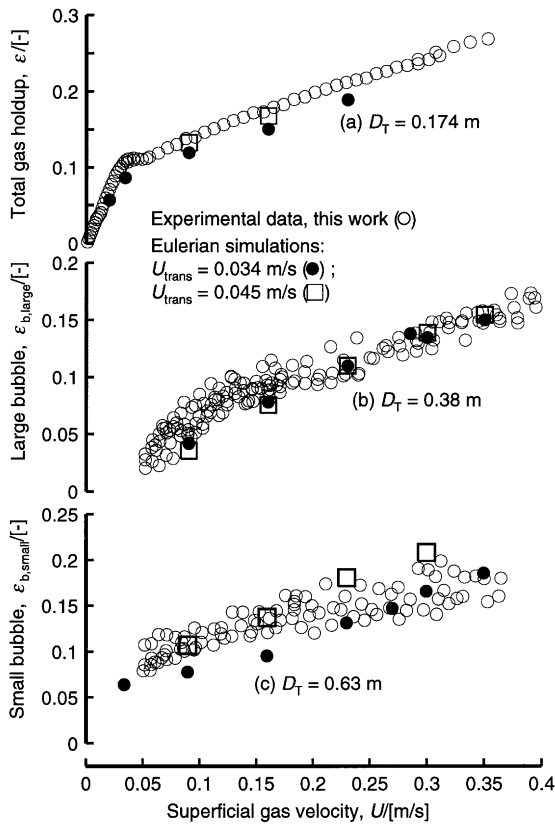 0.3
0.2
0.1
0
Total gas holdup, ε/[-]
(a) D_T = 0.174 m
Experimental data, this work (○)
Eulerian simulations:
U_trans = 0.034 m/s (●) ;
U_trans = 0.045 m/s (□)
0.2
0.15
0.1
0.05
0
Large bubble, ε_b,large/[-]
(b) D_T = 0.38 m
0.25
0.2
0.15
0.1
0.05
0
Small bubble, ε_b,small/[-]
(c) D_T = 0.63 m
0 0.05 0.1 0.15 0.2 0.25 0.3 0.35 0.4
Superficial gas velocity, U/[m/s]